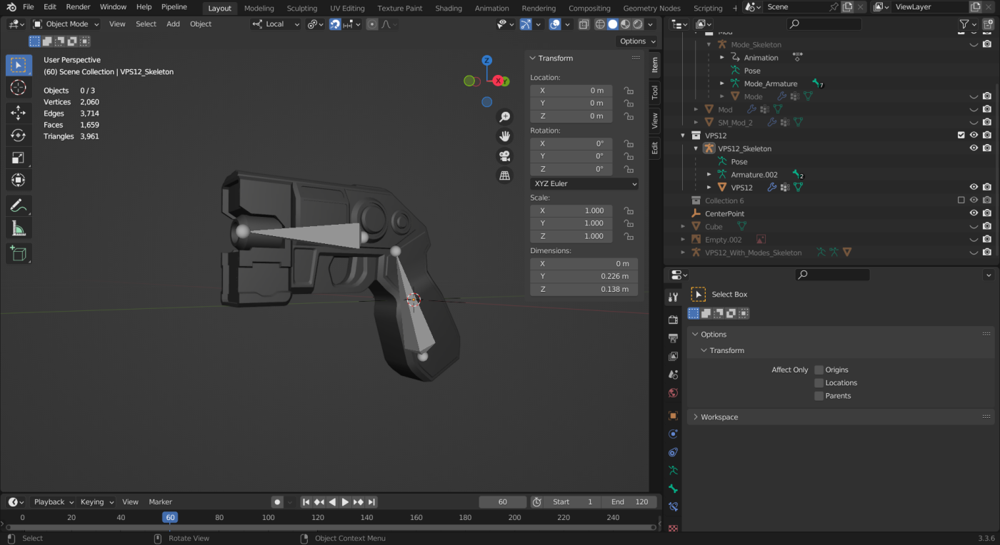 File Edit Render Window Help Pipeline Layout Modeling Sculpting UV Editing Texture Paint Shading Animation Rendering Compositing Geometry Nodes Scripting + Scene ViewLayer
Object Mode View Select Add Object Local
Options
User Perspective
(60) Scene Collection | VPS12_Skeleton
Objects 0 / 3
Vertices 2,060
Edges 3,714
Faces 1,659
Triangles 3,961
Z
X
Y
Transform
Location:
X 0 m
Y 0 m
Z 0 m
Rotation:
X 0°
Y 0°
Z 0°
XYZ Euler
Scale:
X 1.000
Y 1.000
Z 1.000
Dimensions:
X 0 m
Y 0.226 m
Z 0.138 m
Item
Tool
View
Edit
Mod
Mode_Skeleton
Animation
Pose
Mode_Armature 7
Mode
Mod
SM_Mod_2
VPS12
VPS12_Skeleton
Pose
Armature.002 2
VPS12
Collection 6
CenterPoint
Cube
Empty.002
VPS12_With_Modes_Skeleton
Select Box
Options
Transform
Affect Only Origins
Locations
Parents
Workspace
Playback Keying View Marker 60 Start 1 End 120
0 20 40 60 80 100 120 140 160 180 200 220 240
Select Rotate View Object Context Menu 3.3.6